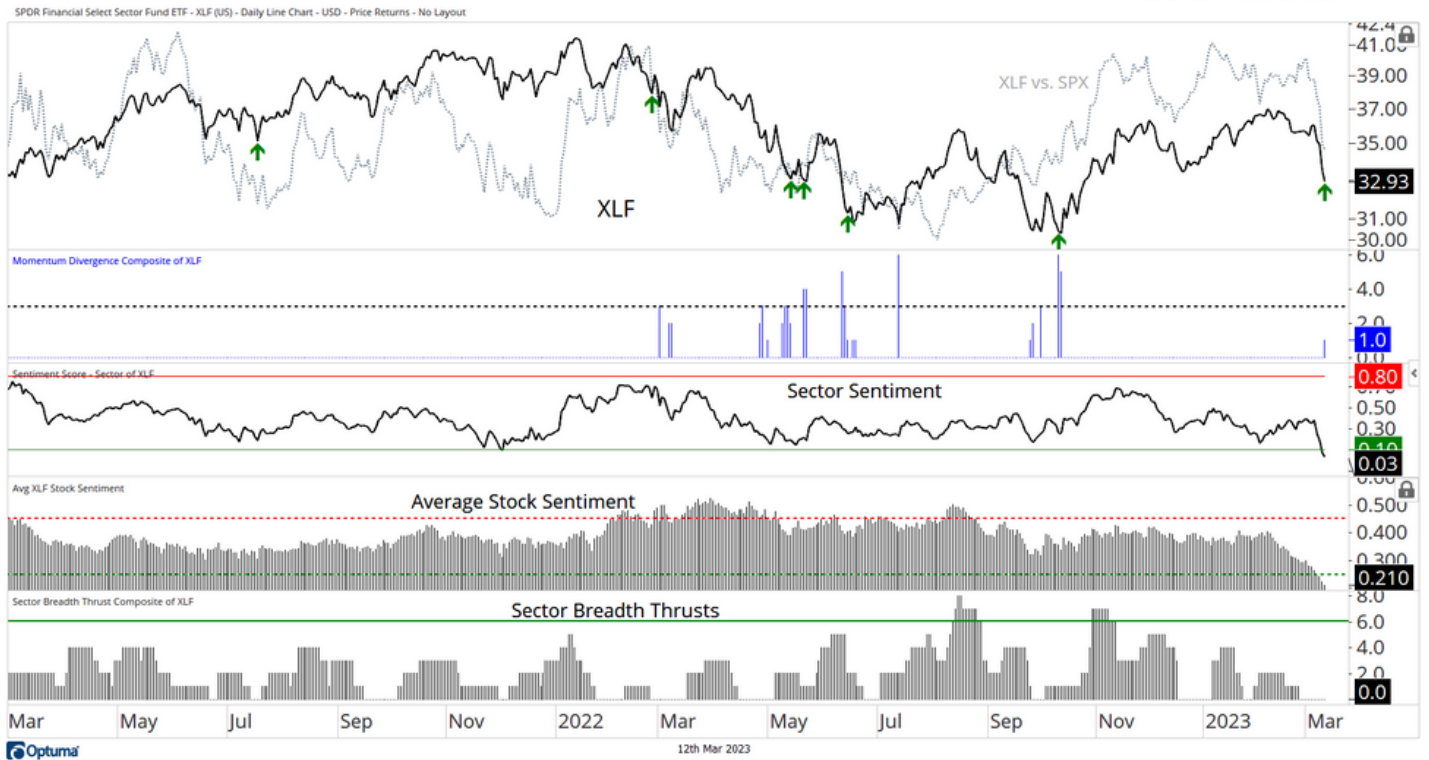 SPDR Financial Select Sector Fund ETF - XLF (US) - Daily Line Chart - USD - Price Returns - No Layout
42.4
41.00
39.00
XLF vs. SPX
37.00
35.00
32.93
XLF
31.00
30.00
Momentum Divergence Composite of XLF
6.0
4.0
2.0
1.0
0.0
Sentiment Score - Sector of XLF
0.80
Sector Sentiment
0.70
0.50
0.30
0.10
0.03
Avg XLF Stock Sentiment
0.60
Average Stock Sentiment
0.500
0.400
0.300
0.210
Sector Breadth Thrust Composite of XLF
8.0
Sector Breadth Thrusts
6.0
4.0
2.0
0.0
Mar May Jul Sep Nov 2022 Mar May Jul Sep Nov 2023 Mar
Optuma
12th Mar 2023